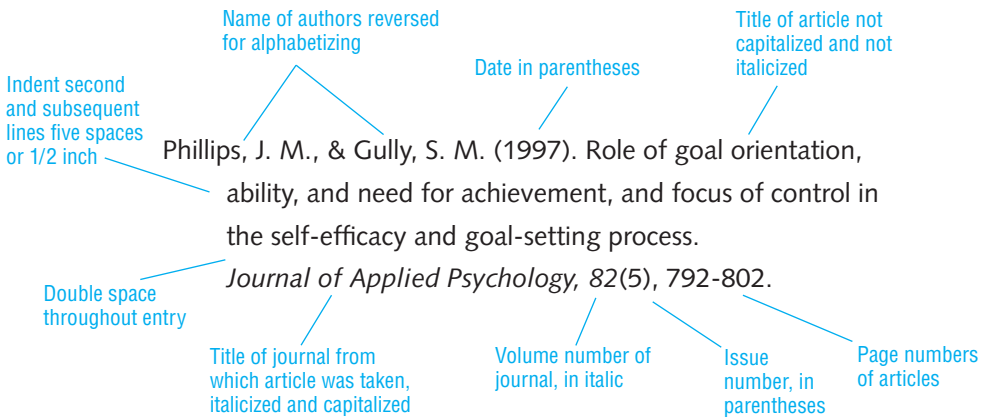 Name of authors reversed
for alphabetizing
Title of article not
capitalized and not
italicized
Date in parentheses
Indent second
and subsequent
lines five spaces
or 1/2 inch
Phillips, J. M., & Gully, S. M. (1997). Role of goal orientation,
ability, and need for achievement, and focus of control in
the self-efficacy and goal-setting process.
Journal of Applied Psychology, 82(5), 792-802.
Double space
throughout entry
Title of journal from
which article was taken,
italicized and capitalized
Volume number of
journal, in italic
Issue
number, in
parentheses
Page numbers
of articles